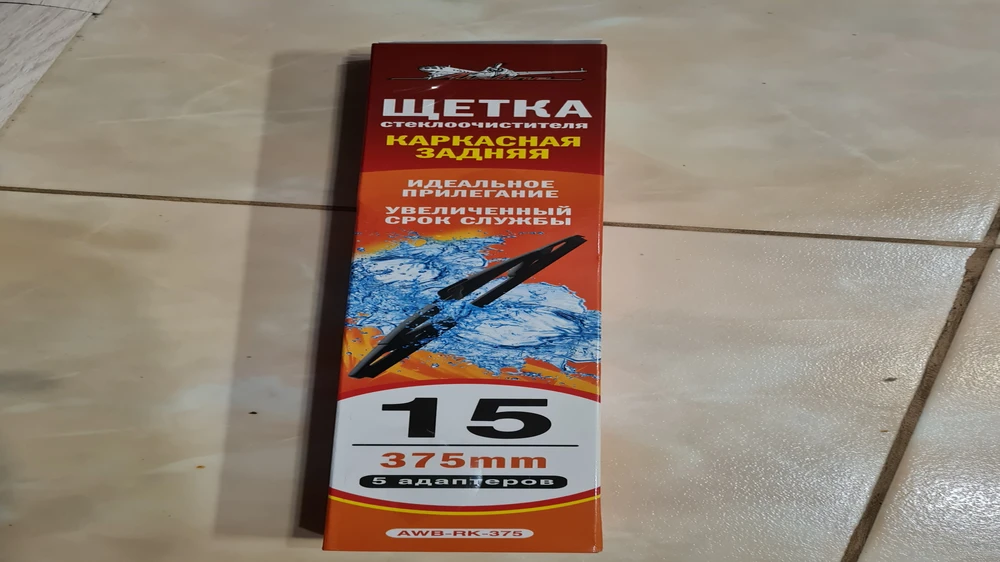 ЩЕТКА
стеклоочистителя
КАРКАСНАЯ
ЗАДНЯЯ
ИДЕАЛЬНОЕ
ПРИЛЕГАНИЕ
УВЕЛИЧЕННЫЙ
СРОК СЛУЖБЫ
15
375mm
5 адаптеров
AWB-RK-375